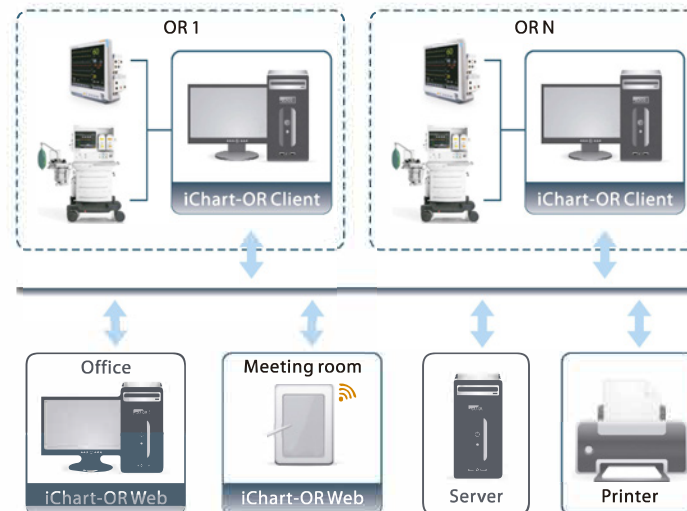 OR 1
OR N
iChart-OR Client
iChart-OR Client
Office
Meeting room
iChart-OR Web
iChart-OR Web
Server
Printer